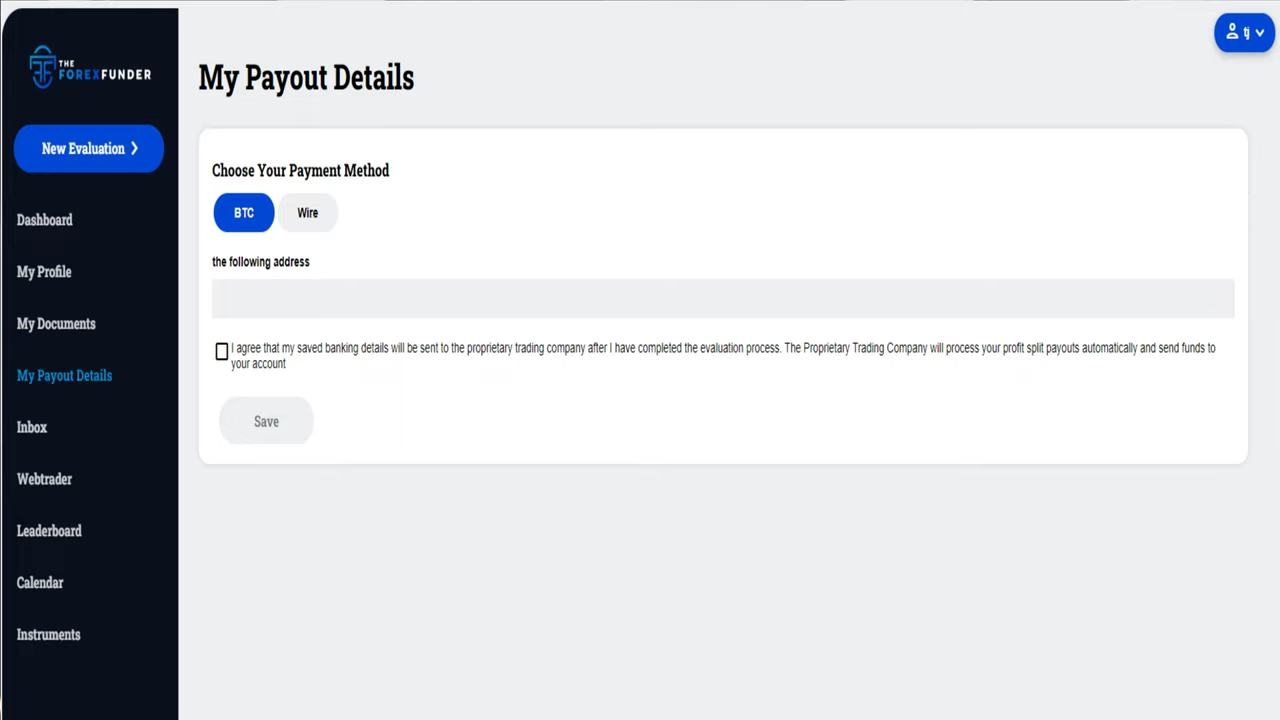 THE
FOREXFUNDER
New Evaluation
Dashboard
My Profile
My Documents
My Payout Details
Inbox
Webtrader
Leaderboard
Calendar
Instruments
tj
My Payout Details
Choose Your Payment Method
BTC Wire
the following address
I agree that my saved banking details will be sent to the proprietary trading company after I have completed the evaluation process. The Proprietary Trading Company will process your profit split payouts automatically and send funds to
your account
Save